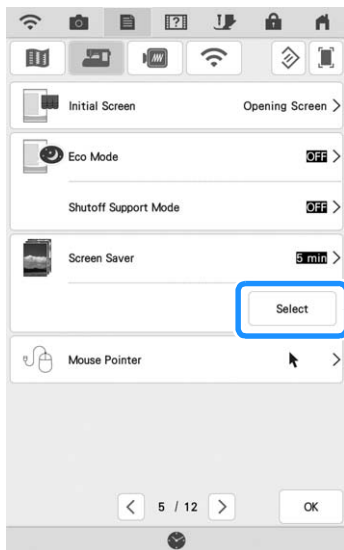 Initial Screen Opening Screen >
Eco Mode OFF >
Shutoff Support Mode OFF >
Screen Saver 5 min >
Select
Mouse Pointer >
< 5 / 12 > OK